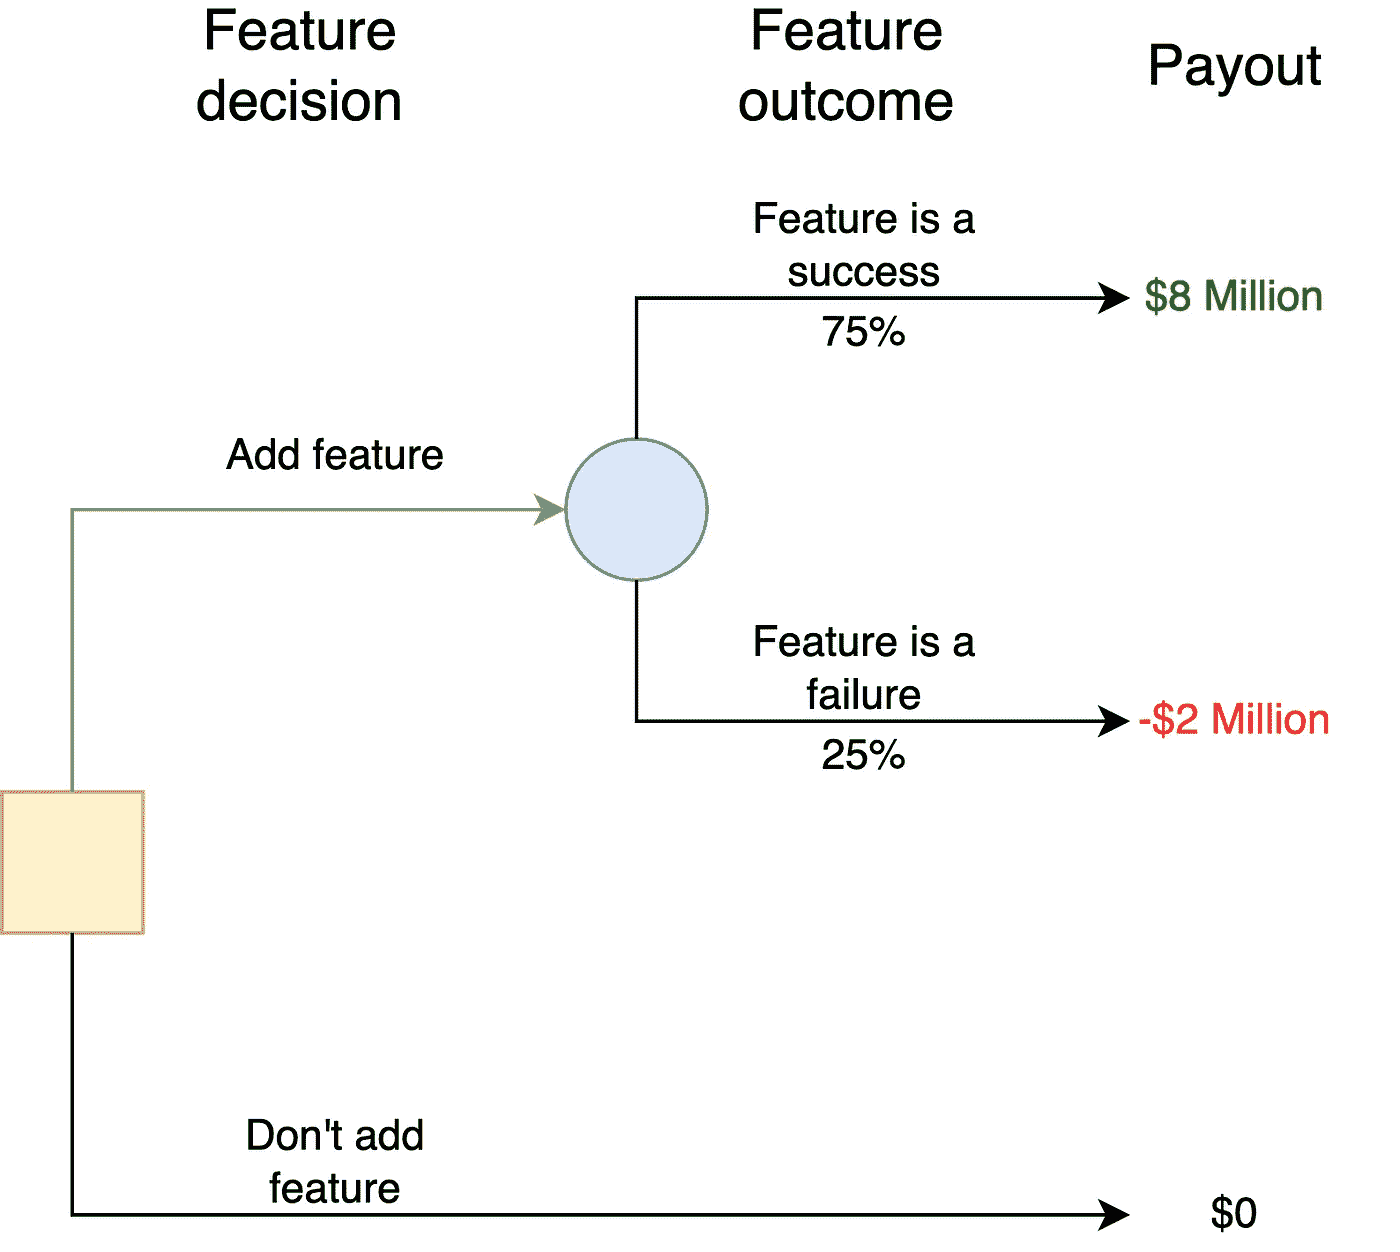 Feature
decision
Feature
outcome
Payout
Feature is a
success
75%
$8 Million
Add feature
Feature is a
failure
25%
-$2 Million
Don't add
feature
$0